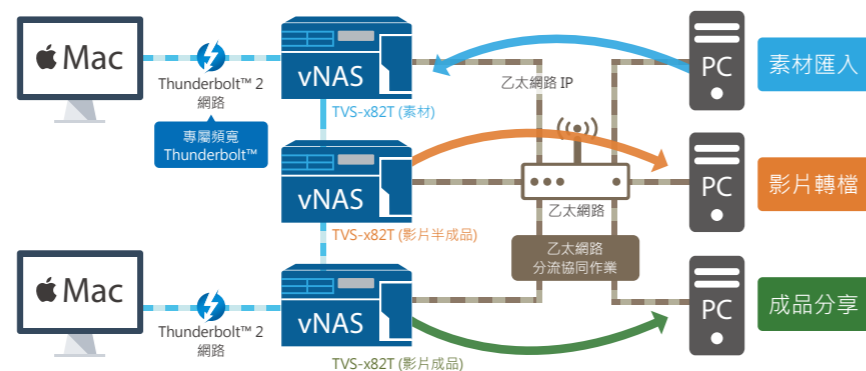 Mac
Thunderbolt™ 2
網路
專屬頻寬
Thunderbolt™
vNAS
TVS-x82T (素材)
乙太網路 IP
PC
素材匯入
vNAS
TVS-x82T (影片半成品)
乙太網路
乙太網路
分流協同作業
PC
影片轉檔
Mac
Thunderbolt™ 2
網路
vNAS
TVS-x82T (影片成品)
PC
成品分享